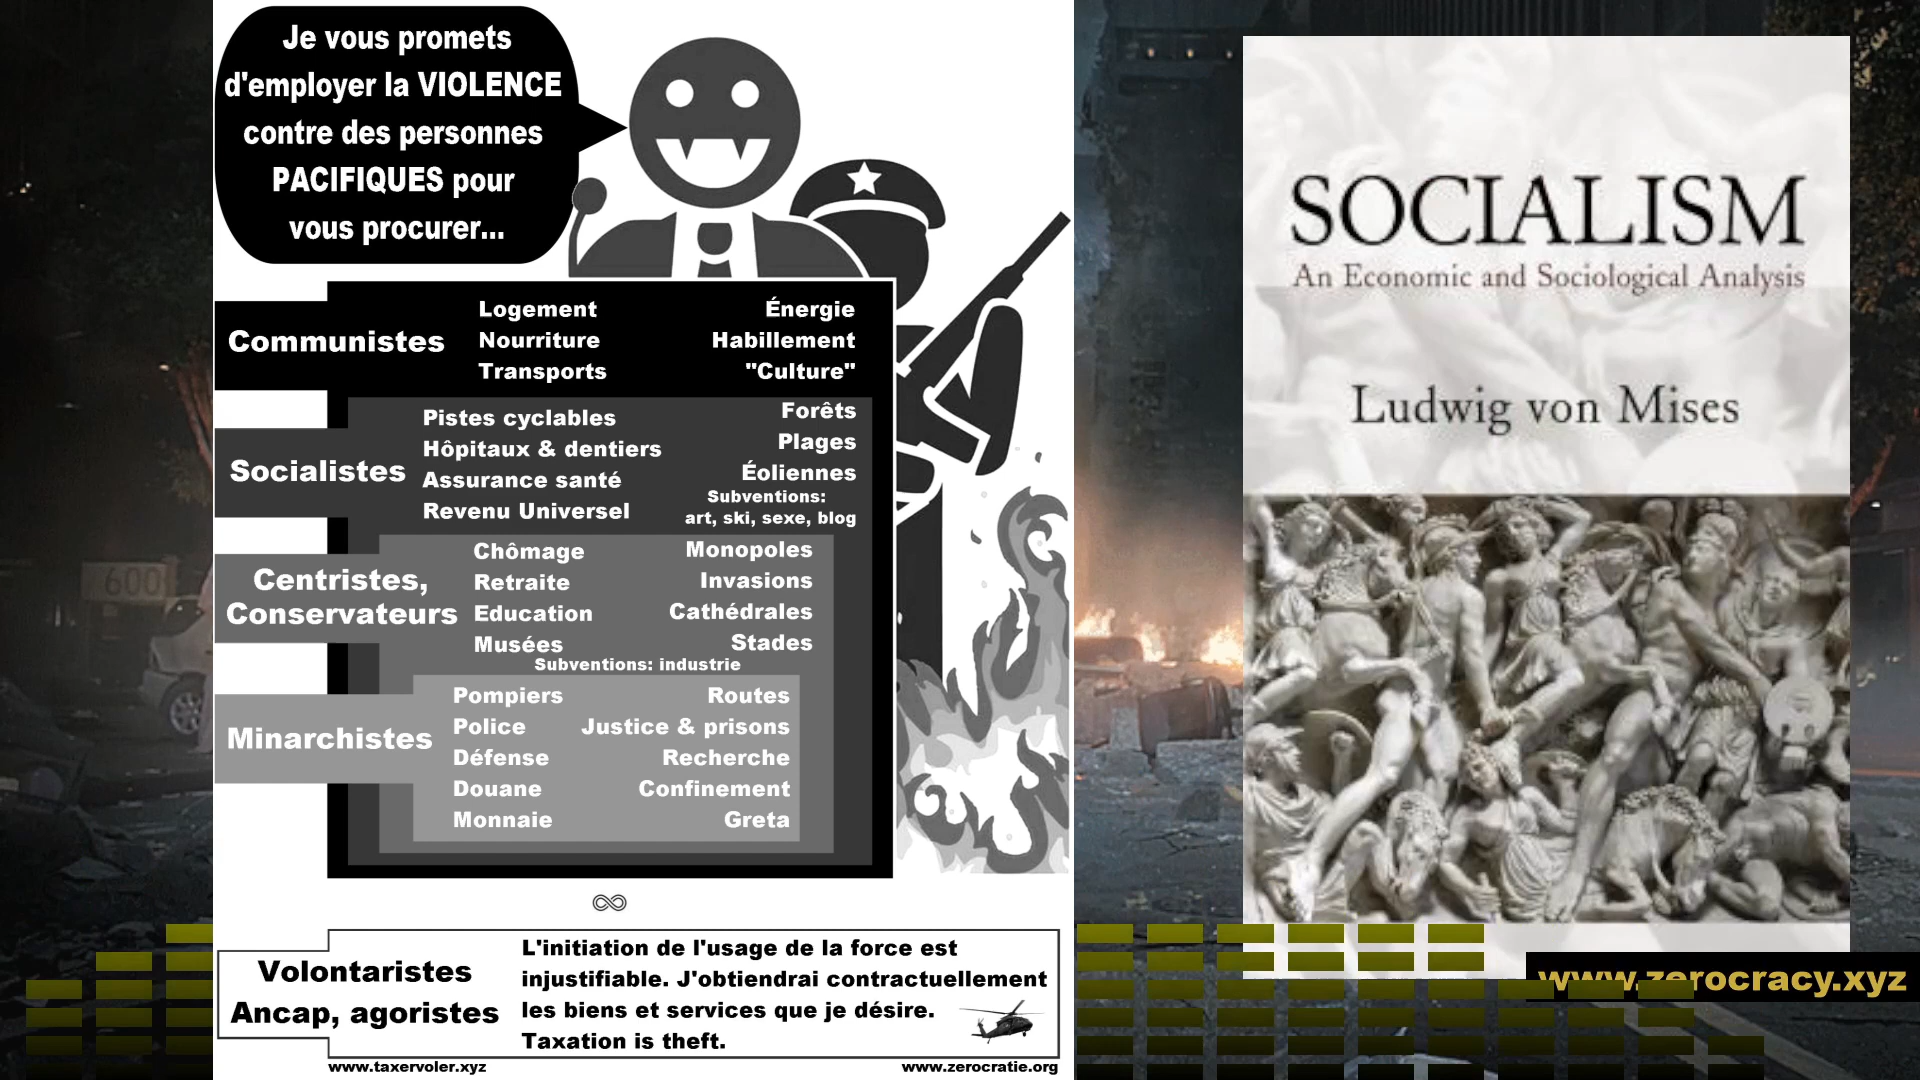 Je vous promets
d'employer la VIOLENCE
contre des personnes
PACIFIQUES pour
vous procurer...
Communistes
Logement
Nourriture
Transports
Énergie
Habillement
"Culture"
Socialistes
Pistes cyclables
Hôpitaux & dentiers
Assurance santé
Revenu Universel
Forêts
Plages
Éoliennes
Subventions:
art, ski, sexe, blog
Centristes,
Conservateurs
Chômage
Retraite
Education
Musées
Monopoles
Invasions
Cathédrales
Stades
Subventions: industrie
Minarchistes
Pompiers
Police
Défense
Douane
Monnaie
Routes
Justice & prisons
Recherche
Confinement
Greta
Volontaristes
Ancap, agoristes
L'initiation de l'usage de la force est
injustifiable. J'obtiendrai contractuellement
les biens et services que je désire.
Taxation is theft.
www.taxervoler.xyz
www.zerocratie.org
600
SOCIALISM
An Economic and Sociological Analysis
Ludwig von Mises
www.zerocracy.xyz